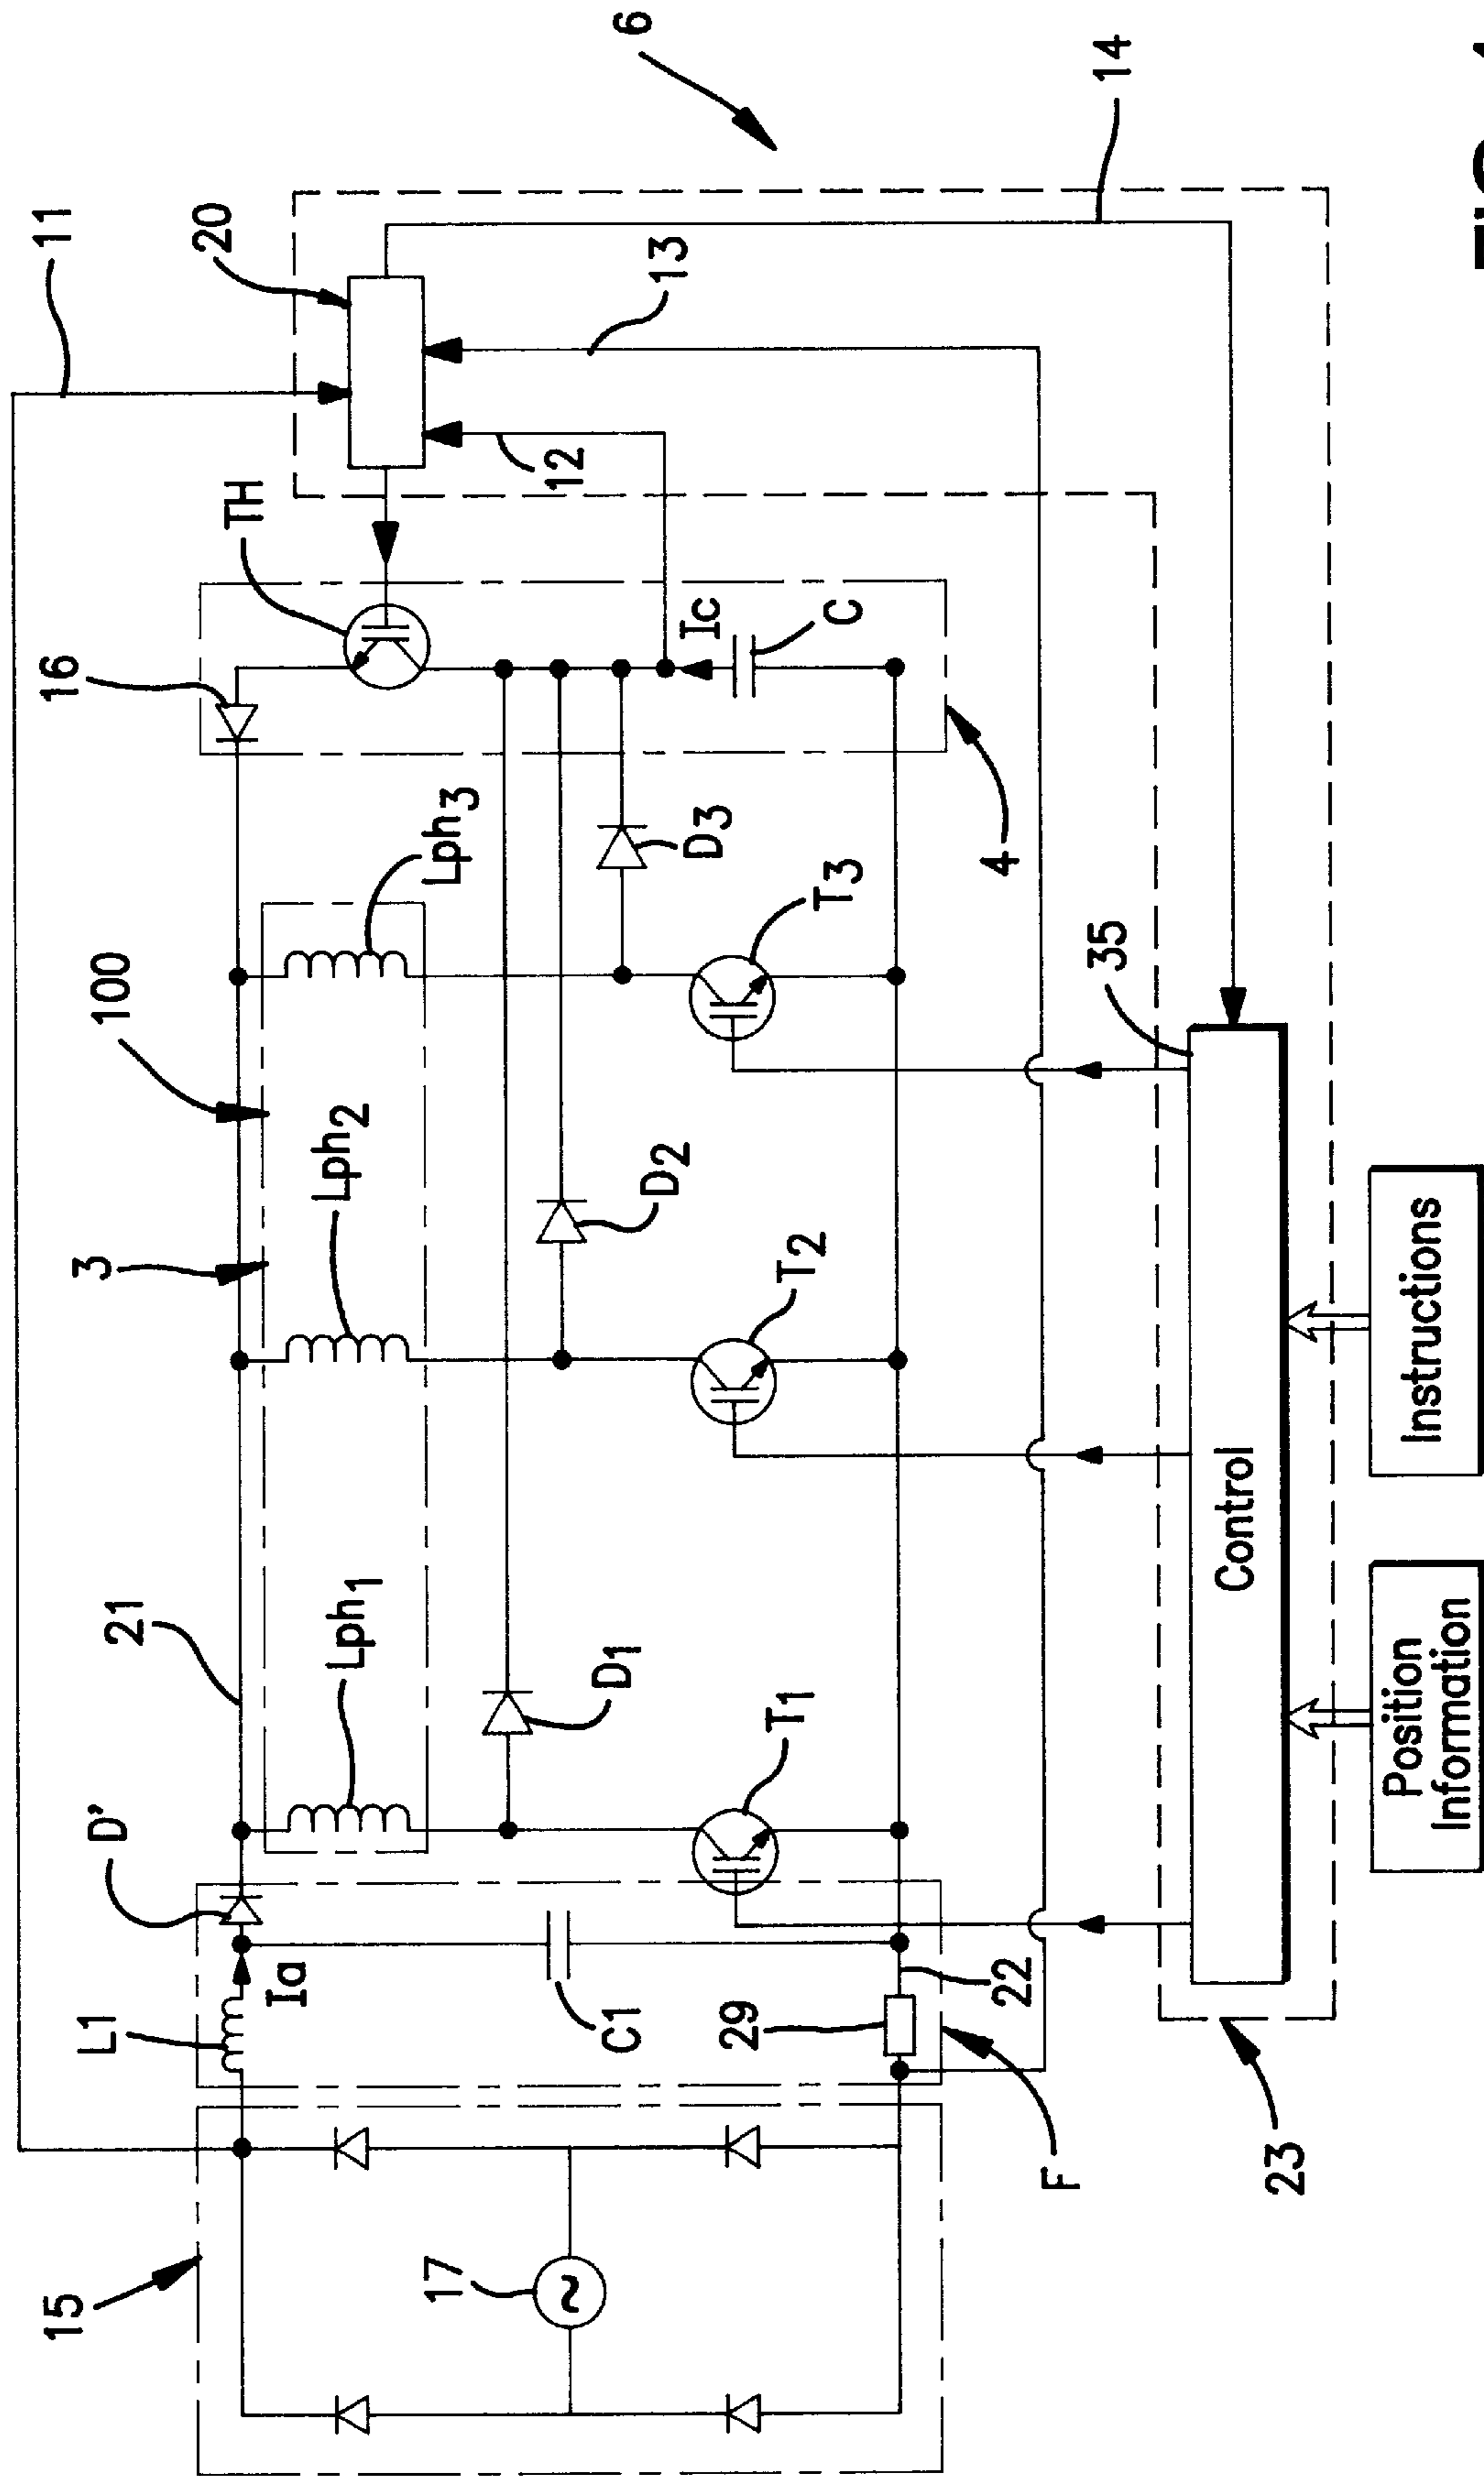 6
11
20
14
13
12
TH
16
Ic
C
4
Lph3
D3
T3
100
35
Lph2
3
D2
T2
Instructions
Control
21
Lph1
D1
T1
Position
Information
D'
Ia
L1
C1
29
22
F
23
15
17